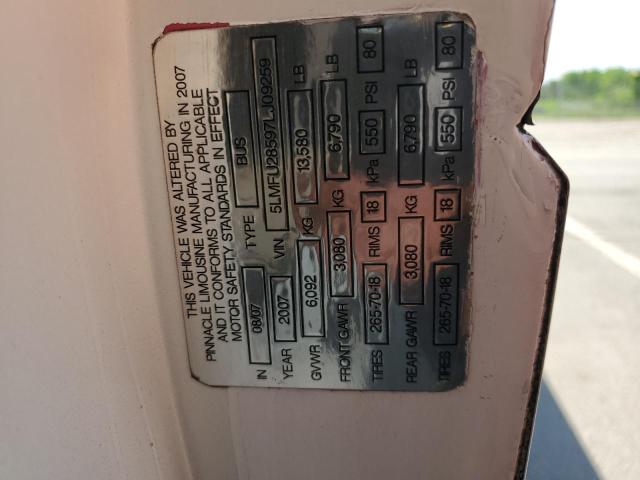 THIS VEHICLE WAS ALTERED BY
PINNACLE LIMOUSINE MANUFACTURING IN 2007
AND IT CONFORMS TO ALL APPLICABLE
MOTOR SAFETY STANDARDS IN EFFECT
IN 08/07 TYPE BUS
YEAR 2007 VIN 5LMFU28597LJ09259
GVWR 6,092 KG 13,580 LB
FRONT GAWR 3,080 KG 6,790 LB
TIRES 265-70-18 RIMS 18 kPa 550 PSI 80
REAR GAWR 3,080 KG 6,790 LB
TIRES 265-70-18 RIMS 18 kPa 550 PSI 80